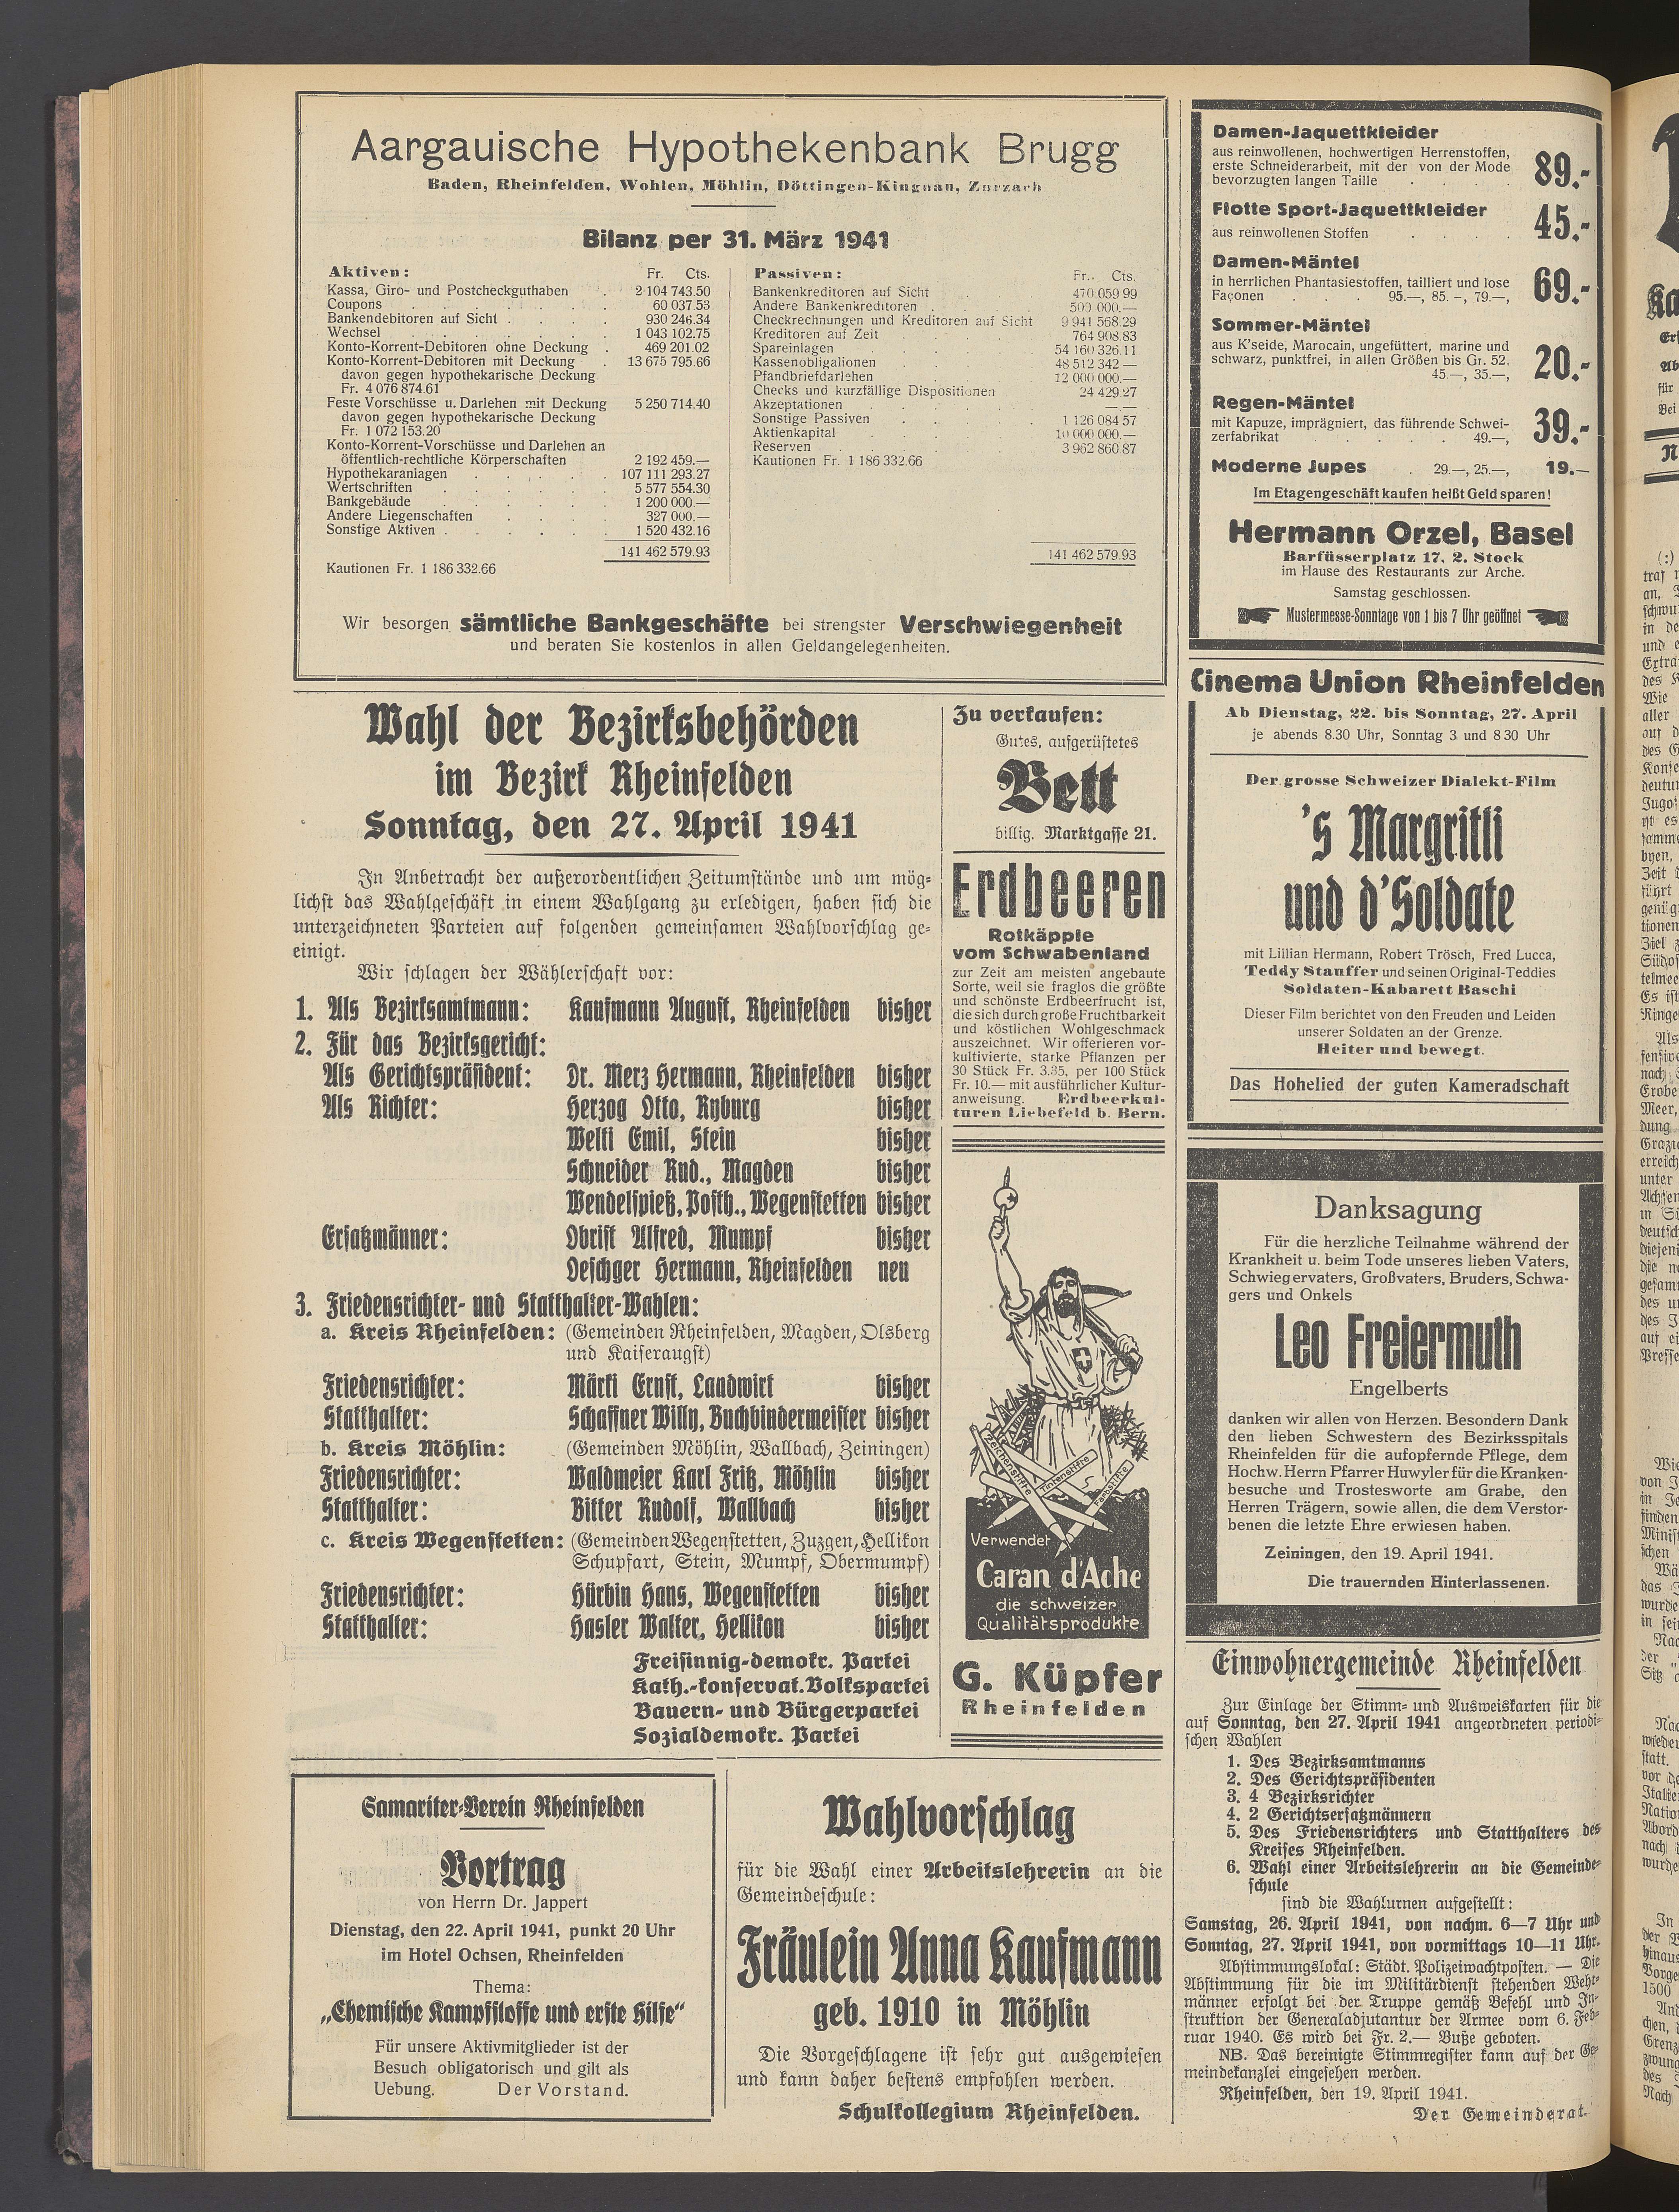 Aargauische Hypothekenbank Brugg
Baden, Rheinfelden, Wohlen, Möhlin, Döttingen-Klingnau, Zurzach
Bilanz per 31. März 1941
Aktiven: Fr. Cts.
Kassa, Giro- und Postcheckguthaben . 2 104 743.50
Coupons . . . . . 60 037.53
Bankendebitoren auf Sicht . . . . 930 246.34
Wechsel . . . . . 1 043 102.75
Konto-Korrent-Debitoren ohne Deckung . 469 201.02
Konto-Korrent-Debitoren mit Deckung . 13 675 795.66
davon gegen hypothekarische Deckung
Fr. 4 076 874.61
Feste Vorschüsse u. Darlehen mit Deckung 5 250 714.40
davon gegen hypothekarische Deckung
Fr. 1 072 153.20
Konto-Korrent-Vorschüsse und Darlehen an
öffentlich-rechtliche Körperschaften 2 192 459.—
Hypothekaranlagen . . . . . 107 111 293.27
Wertschriften . . . . . 5 577 554.30
Bankgebäude . . . . . 1 200 000.—
Andere Liegenschaften . . . . 327 000.—
Sonstige Aktiven . . . . . 1 520 432.16
141 462 579.93
Kautionen Fr. 1 186 332.66
Passiven: Fr. Cts.
Bankenkreditoren auf Sicht 470 059 99
Andere Bankenkreditoren . . . . 500 000.—
Checkrechnungen und Kreditoren auf Sicht 9 941 568.29
Kreditoren auf Zeit . . . . 764 908.83
Spareinlagen . . . . 54 160 326.11
Kassenobligationen . . . . 48 512 342 —
Pfandbriefdarlehen . . . . 12 000 000.—
Checks und kurzfällige Dispositionen 24 429.27
Akzeptationen . . . . . — —
Sonstige Passiven . . . . 1 126 084 57
Aktienkapital . . . . . 10 000 000.—
Reserven . . . . . 3 962 860.87
Kautionen Fr. 1 186 332.66
141 462 579.93
Wir besorgen sämtliche Bankgeschäfte bei strengster Verschwiegenheit
und beraten Sie kostenlos in allen Geldangelegenheiten.
Wahl der Bezirksbehörden
im Bezirk Rheinfelden
Sonntag, den 27. April 1941
In Anbetracht der außerordentlichen Zeitumstände und um mög-
lichst das Wahlgeschäft in einem Wahlgang zu erledigen, haben sich die
unterzeichneten Parteien auf folgenden gemeinsamen Wahlvorschlag ge-
einigt.
Wir schlagen der Wählerschaft vor:
1. Als Bezirksamtmann: Kaufmann August, Rheinfelden bisher
2. Für das Bezirksgericht:
Als Gerichtspräsident: Dr. Merz Hermann, Rheinfelden bisher
Als Richter: Herzog Otto, Ryburg bisher
Welti Emil, Stein bisher
Schneider Rud., Magden bisher
Wendelspieß, Posth., Wegenstetten bisher
Ersatzmänner: Obrist Alfred, Mumpf bisher
Oeschger Hermann, Rheinfelden neu
3. Friedensrichter- und Statthalter-Wahlen:
a. Kreis Rheinfelden: (Gemeinden Rheinfelden, Magden, Olsberg
und Kaiseraugst)
Friedensrichter: Märki Ernst, Landwirt bisher
Statthalter: Schaffner Willy, Buchbindermeister bisher
b. Kreis Möhlin: (Gemeinden Möhlin, Wallbach, Zeiningen)
Friedensrichter: Waldmeier Karl Fritz, Möhlin bisher
Statthalter: Bitter Rudolf, Wallbach bisher
c. Kreis Wegenstetten: (Gemeinden Wegenstetten, Zuzgen, Hellikon
Schupfart, Stein, Mumpf, Obermumpf)
Friedensrichter: Hürbin Hans, Wegenstetten bisher
Statthalter: Hasler Walter, Hellikon bisher
Freisinnig-demokr. Partei
Kath.-konservat. Volkspartei
Bauern- und Bürgerpartei
Sozialdemokr. Partei
Zu verkaufen:
Gutes, aufgerüstetes
Bett
billig. Marktgasse 21.
Erdbeeren
Rotkäpple
vom Schwabenland
zur Zeit am meisten angebaute
Sorte, weil sie fraglos die größte
und schönste Erdbeerfrucht ist,
die sich durch große Fruchtbarkeit
und köstlichen Wohlgeschmack
auszeichnet. Wir offerieren vor-
kultivierte, starke Pflanzen per
30 Stück Fr. 3.35, per 100 Stück
Fr. 10.— mit ausführlicher Kultur-
anweisung. Erdbeerkul-
turen Liebefeld b. Bern.
Zeichenstifte
Tintenstifte
Farbstifte
Verwendet
Caran d'Ache
die schweizer
Qualitätsprodukte
G. Küpfer
Rheinfelden
Samariter-Verein Rheinfelden
Vortrag
von Herrn Dr. Jappert
Dienstag, den 22. April 1941, punkt 20 Uhr
im Hotel Ochsen, Rheinfelden
Thema:
„Chemische Kampfstoffe und erste Hilfe“
Für unsere Aktivmitglieder ist der
Besuch obligatorisch und gilt als
Uebung. Der Vorstand.
Wahlvorschlag
für die Wahl einer Arbeitslehrerin an die
Gemeindeschule:
Fräulein Anna Kaufmann
geb. 1910 in Möhlin
Die Vorgeschlagene ist sehr gut ausgewiesen
und kann daher bestens empfohlen werden.
Schulkollegium Rheinfelden.
Damen-Jaquettkleider
aus reinwollenen, hochwertigen Herrenstoffen,
erste Schneiderarbeit, mit der von der Mode
bevorzugten langen Taille . . . . 89.-
Flotte Sport-Jaquettkleider
aus reinwollenen Stoffen . . . . 45.-
Damen-Mäntel
in herrlichen Phantasiestoffen, tailliert und lose
Façonen . . . 95.—, 85.—, 79.—, 69.-
Sommer-Mäntel
aus K'seide, Marocain, ungefüttert, marine und
schwarz, punktfrei, in allen Größen bis Gr. 52.
45.—, 35.—, 20.-
Regen-Mäntel
mit Kapuze, imprägniert, das führende Schwei-
zerfabrikat . . . . 49.—, 39.-
Moderne Jupes . 29.—, 25.—, 19.—
Im Etagengeschäft kaufen heißt Geld sparen!
Hermann Orzel, Basel
Barfüsserplatz 17, 2. Stock
im Hause des Restaurants zur Arche.
Samstag geschlossen.
Mustermesse-Sonntage von 1 bis 7 Uhr geöffnet
Cinema Union Rheinfelden
Ab Dienstag, 22. bis Sonntag, 27. April
je abends 8.30 Uhr, Sonntag 3 und 8 30 Uhr
Der grosse Schweizer Dialekt-Film
's Margritli
und d'Soldate
mit Lillian Hermann, Robert Trösch, Fred Lucca,
Teddy Stauffer und seinen Original-Teddies
Soldaten-Kabarett Baschi
Dieser Film berichtet von den Freuden und Leiden
unserer Soldaten an der Grenze.
Heiter und bewegt.
Das Hohelied der guten Kameradschaft
Danksagung
Für die herzliche Teilnahme während der
Krankheit u. beim Tode unseres lieben Vaters,
Schwiegervaters, Großvaters, Bruders, Schwa-
gers und Onkels
Leo Freiermuth
Engelberts
danken wir allen von Herzen. Besondern Dank
den lieben Schwestern des Bezirksspitals
Rheinfelden für die aufopfernde Pflege, dem
Hochw. Herrn Pfarrer Huwyler für die Kranken-
besuche und Trostesworte am Grabe, den
Herren Trägern, sowie allen, die dem Verstor-
benen die letzte Ehre erwiesen haben.
Zeiningen, den 19. April 1941.
Die trauernden Hinterlassenen.
Einwohnergemeinde Rheinfelden
Zur Einlage der Stimm- und Ausweiskarten für die
auf Sonntag, den 27. April 1941 angeordneten periodi-
schen Wahlen
1. Des Bezirksamtmanns
2. Des Gerichtspräsidenten
3. 4 Bezirksrichter
4. 2 Gerichtsersatzmännern
5. Des Friedensrichters und Statthalters des
Kreises Rheinfelden.
6. Wahl einer Arbeitslehrerin an die Gemeinde-
schule
sind die Wahlurnen aufgestellt:
Samstag, 26. April 1941, von nachm. 6—7 Uhr und
Sonntag, 27. April 1941, von vormittags 10—11 Uhr.
Abstimmungslokal: Städt. Polizeiwachtposten. — Die
Abstimmung für die im Militärdienst stehenden Wehr-
männer erfolgt bei der Truppe gemäß Befehl und In-
struktion der Generaladjutantur der Armee vom 6. Feb-
ruar 1940. Es wird bei Fr. 2.— Buße geboten.
NB. Das bereinigte Stimmregister kann auf der Ge-
meindekanzlei eingesehen werden.
Rheinfelden, den 19. April 1941.
Der Gemeinderat.